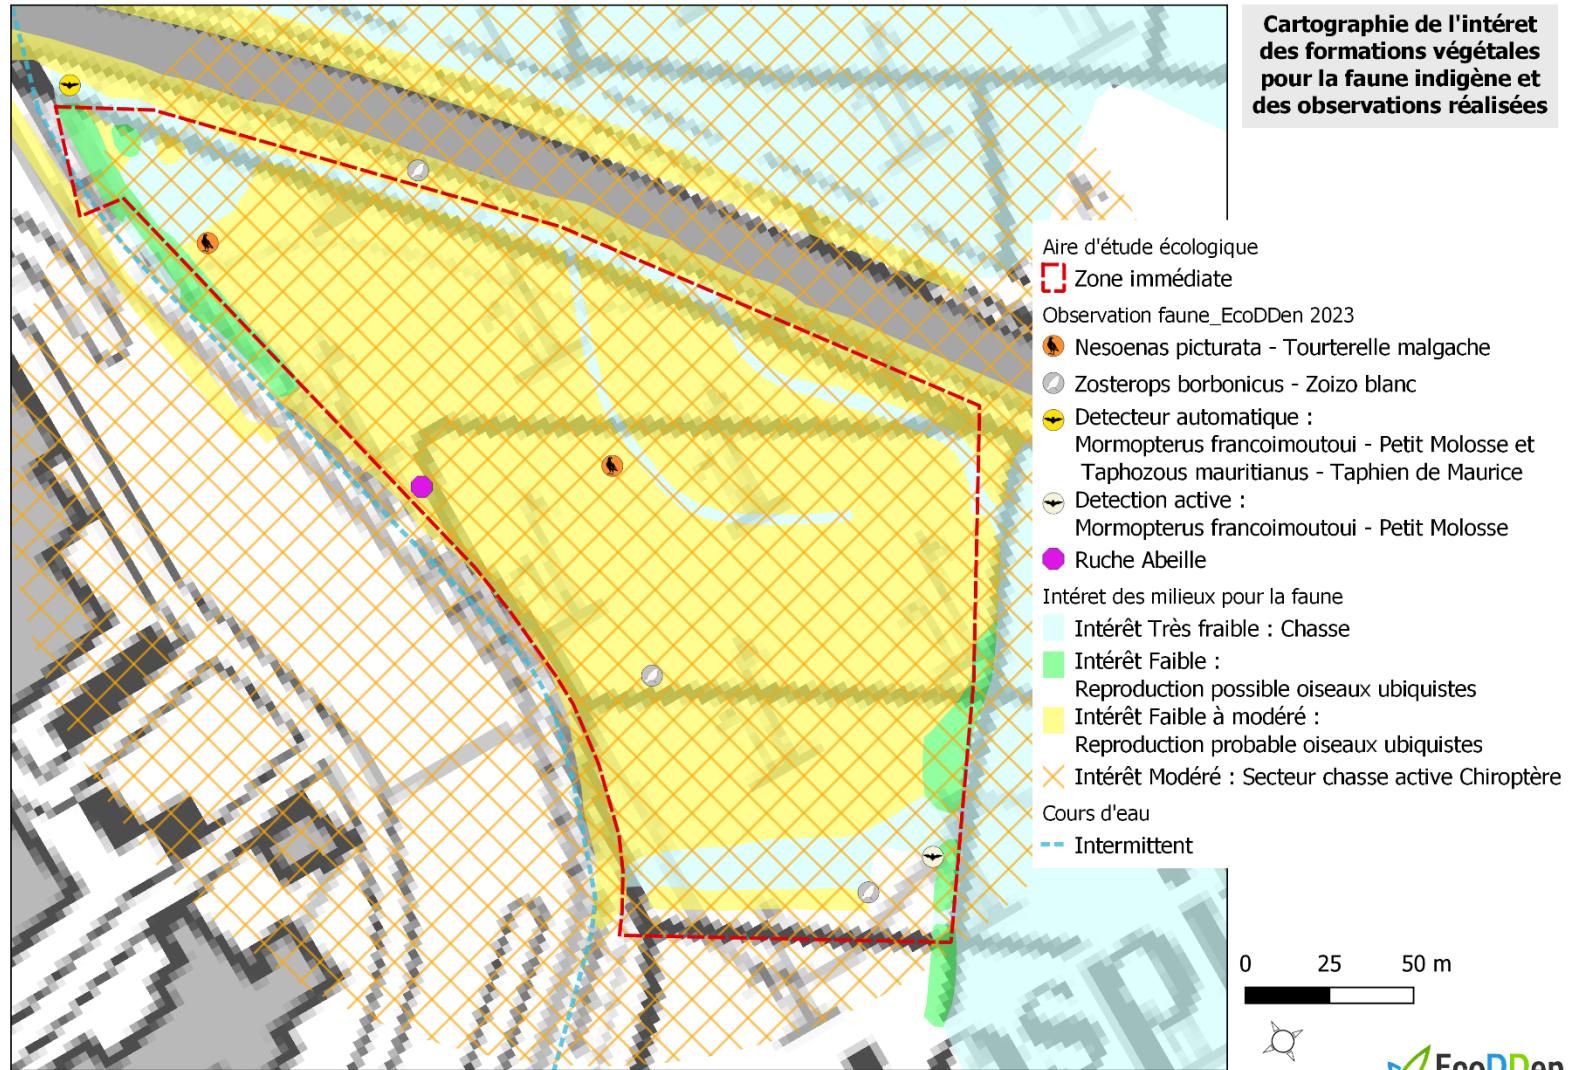 Cartographie de l'intéret
des formations végétales
pour la faune indigène et
des observations réalisées
Aire d'étude écologique
Zone immédiate
Observation faune_EcoDDen 2023
Nesoenas picturata - Tourterelle malgache
Zosterops borbonicus - Zoizo blanc
Detecteur automatique :
Mormopterus francoimoutoui - Petit Molosse et
Taphozous mauritianus - Taphien de Maurice
Detection active :
Mormopterus francoimoutoui - Petit Molosse
Ruche Abeille
Intéret des milieux pour la faune
Intérêt Très fraible : Chasse
Intérêt Faible :
Reproduction possible oiseaux ubiquistes
Intérêt Faible à modéré :
Reproduction probable oiseaux ubiquistes
Intérêt Modéré : Secteur chasse active Chiroptère
Cours d'eau
Intermittent
0 25 50 m
EcoDDen